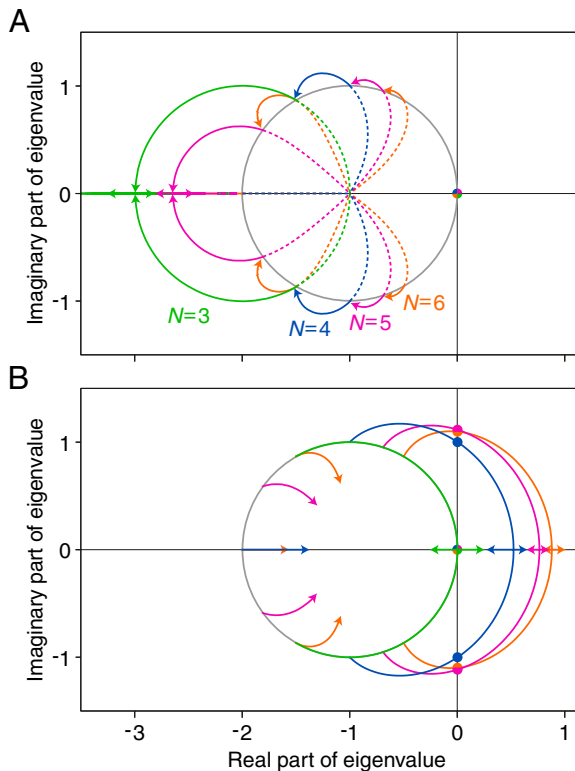 A
Imaginary part of eigenvalue
1
0
-1
N=3
N=4
N=5
N=6
B
Imaginary part of eigenvalue
1
0
-1
-3
-2
-1
0
1
Real part of eigenvalue